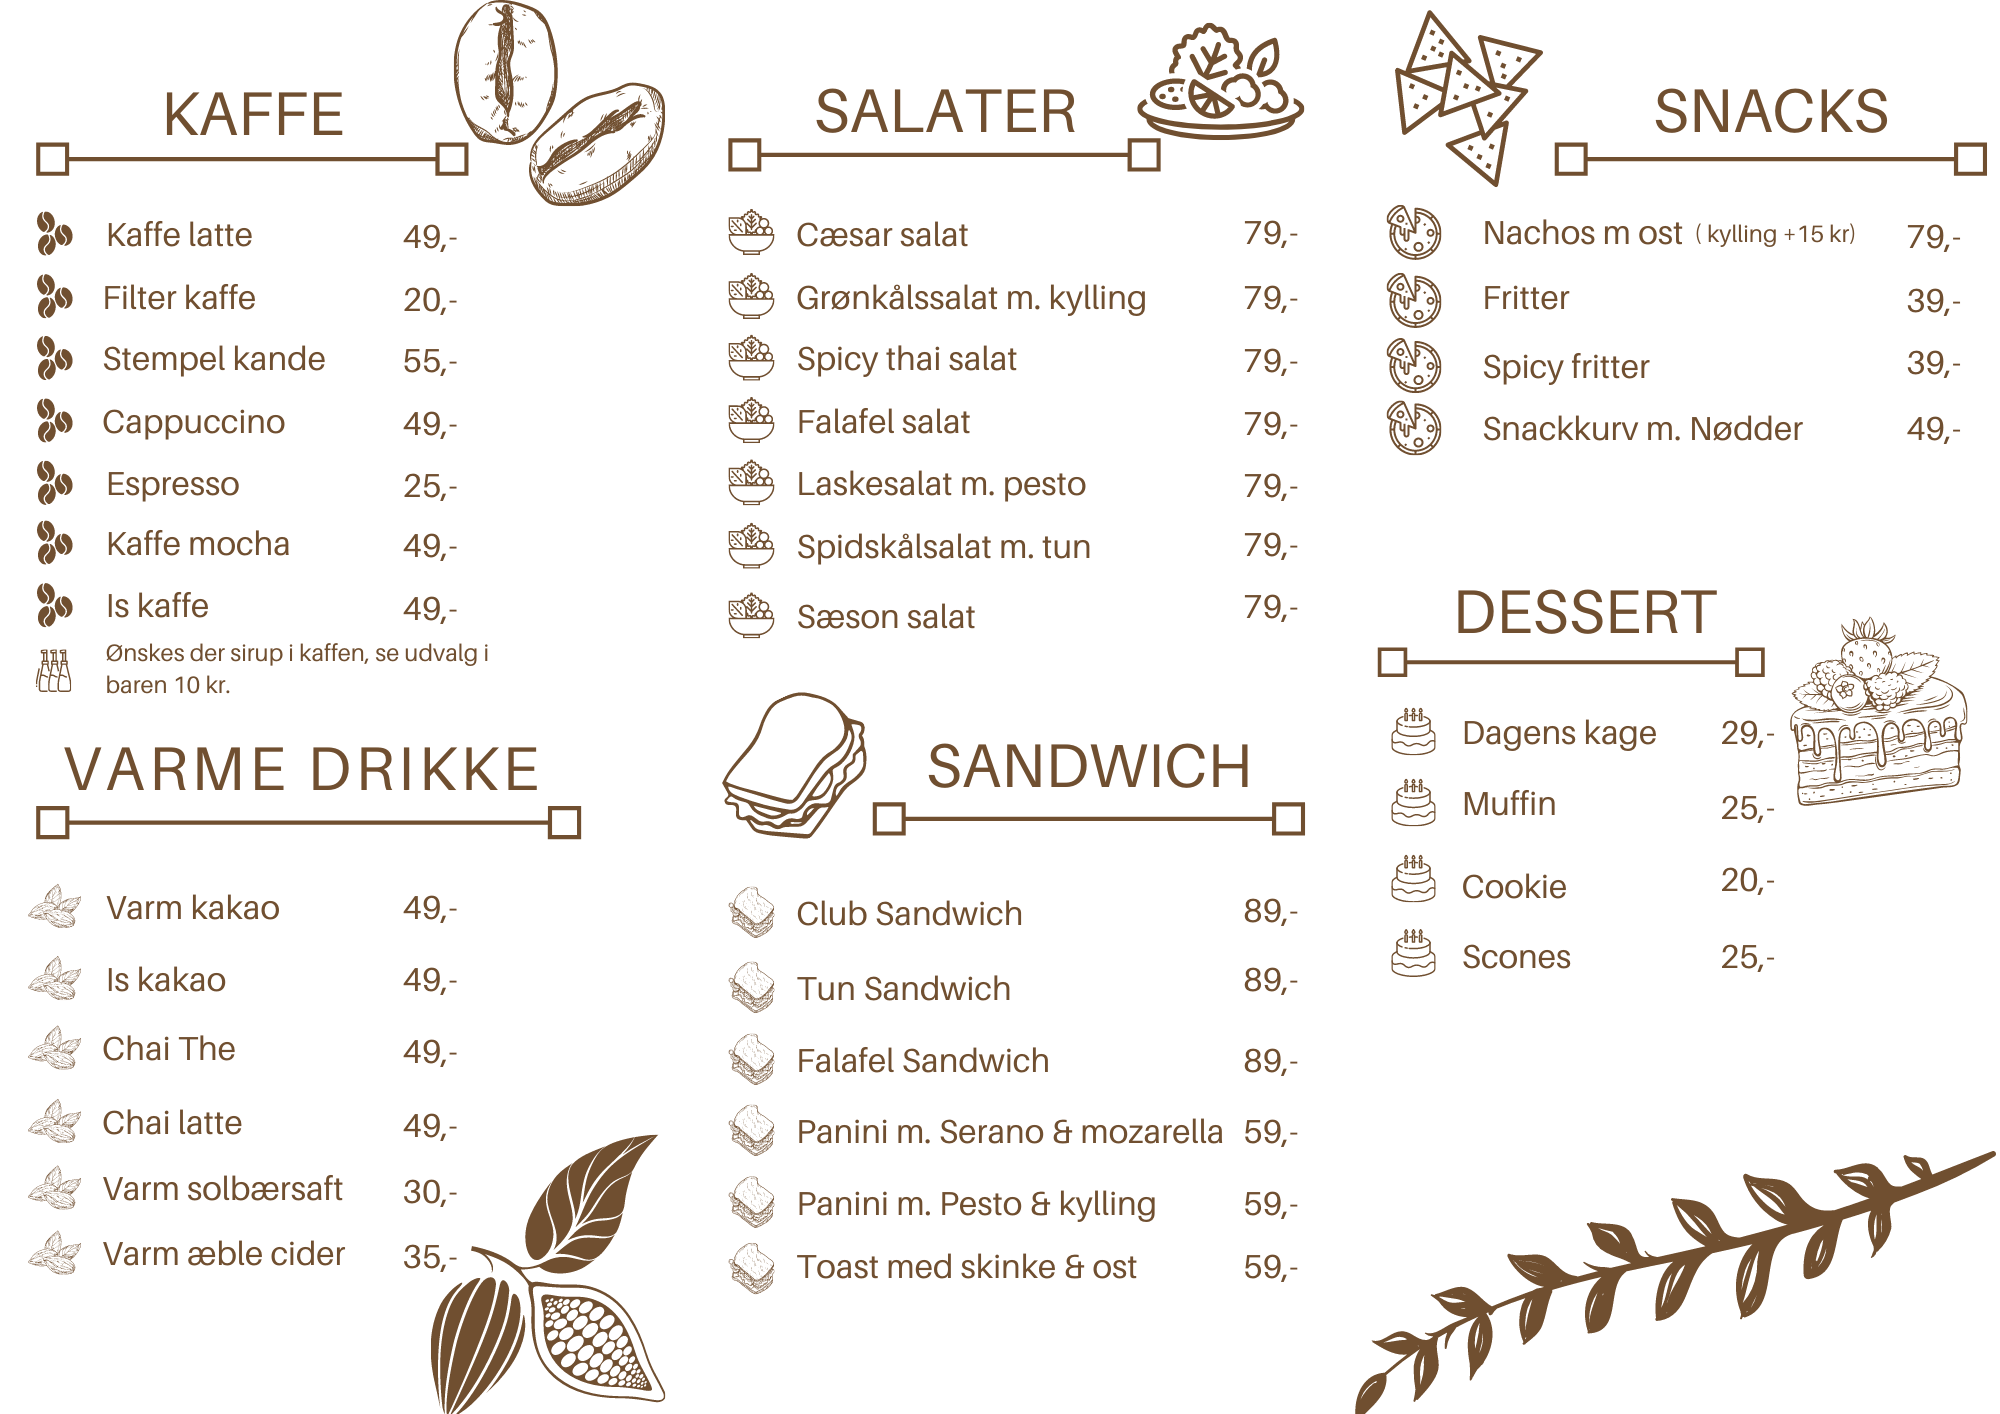 KAFFE
Kaffe latte 49,-
Filter kaffe 20,-
Stempel kande 55,-
Cappuccino 49,-
Espresso 25,-
Kaffe mocha 49,-
Is kaffe 49,-
Ønskes der sirup i kaffen, se udvalg i
baren 10 kr.
VARME DRIKKE
Varm kakao 49,-
Is kakao 49,-
Chai The 49,-
Chai latte 49,-
Varm solbærsaft 30,-
Varm æble cider 35,-
SALATER
Cæsar salat 79,-
Grønkålssalat m. kylling 79,-
Spicy thai salat 79,-
Falafel salat 79,-
Laskesalat m. pesto 79,-
Spidskålsalat m. tun 79,-
Sæson salat 79,-
SANDWICH
Club Sandwich 89,-
Tun Sandwich 89,-
Falafel Sandwich 89,-
Panini m. Serano & mozarella 59,-
Panini m. Pesto & kylling 59,-
Toast med skinke & ost 59,-
SNACKS
Nachos m ost ( kylling +15 kr) 79,-
Fritter 39,-
Spicy fritter 39,-
Snackkurv m. Nødder 49,-
DESSERT
Dagens kage 29,-
Muffin 25,-
Cookie 20,-
Scones 25,-